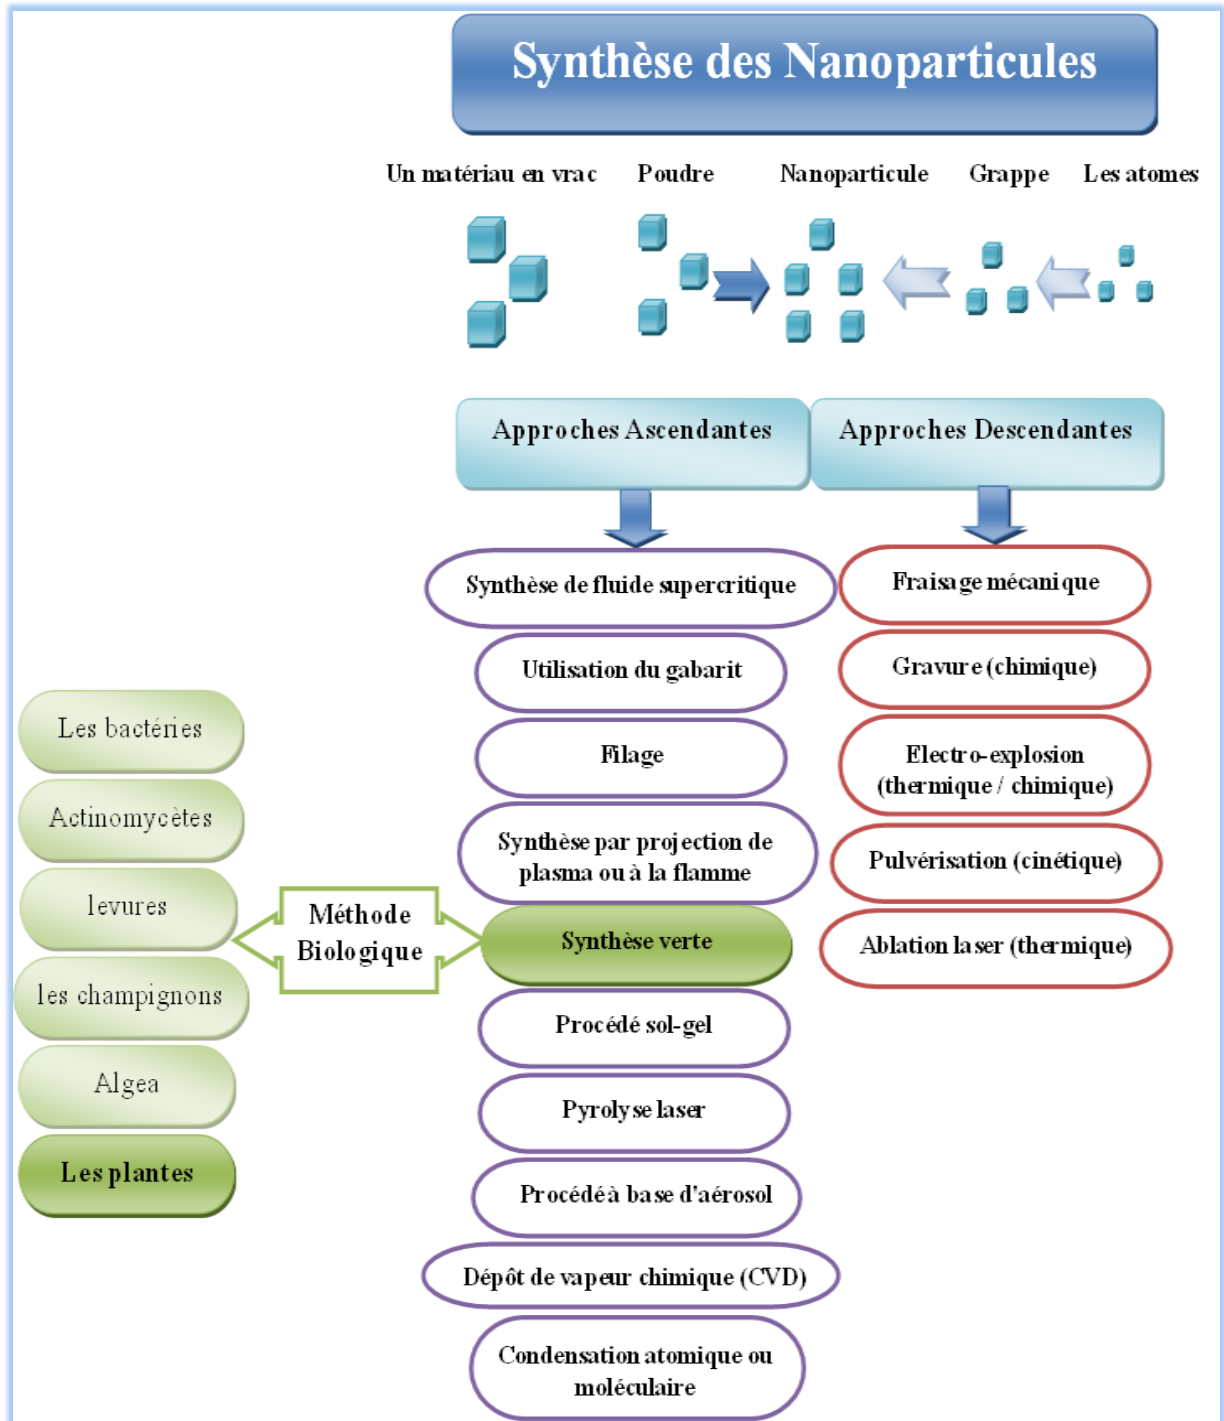 Synthèse des Nanoparticules
Un matériau en vrac
Poudre
Nanoparticule
Grappe
Les atomes
Approches Ascendantes
Approches Descendantes
Synthèse de fluide supercritique
Utilisation du gabarit
Filage
Synthèse par projection de
plasma ou à la flamme
Synthèse verte
Procédé sol-gel
Pyrolyse laser
Procédé à base d'aérosol
Dépôt de vapeur chimique (CVD)
Condensation atomique ou
moléculaire
Fraisage mécanique
Gravure (chimique)
Electro-explosion
(thermique / chimique)
Pulvérisation (cinétique)
Ablation laser (thermique)
Méthode
Biologique
Les bactéries
Actinomycètes
levures
les champignons
Algea
Les plantes